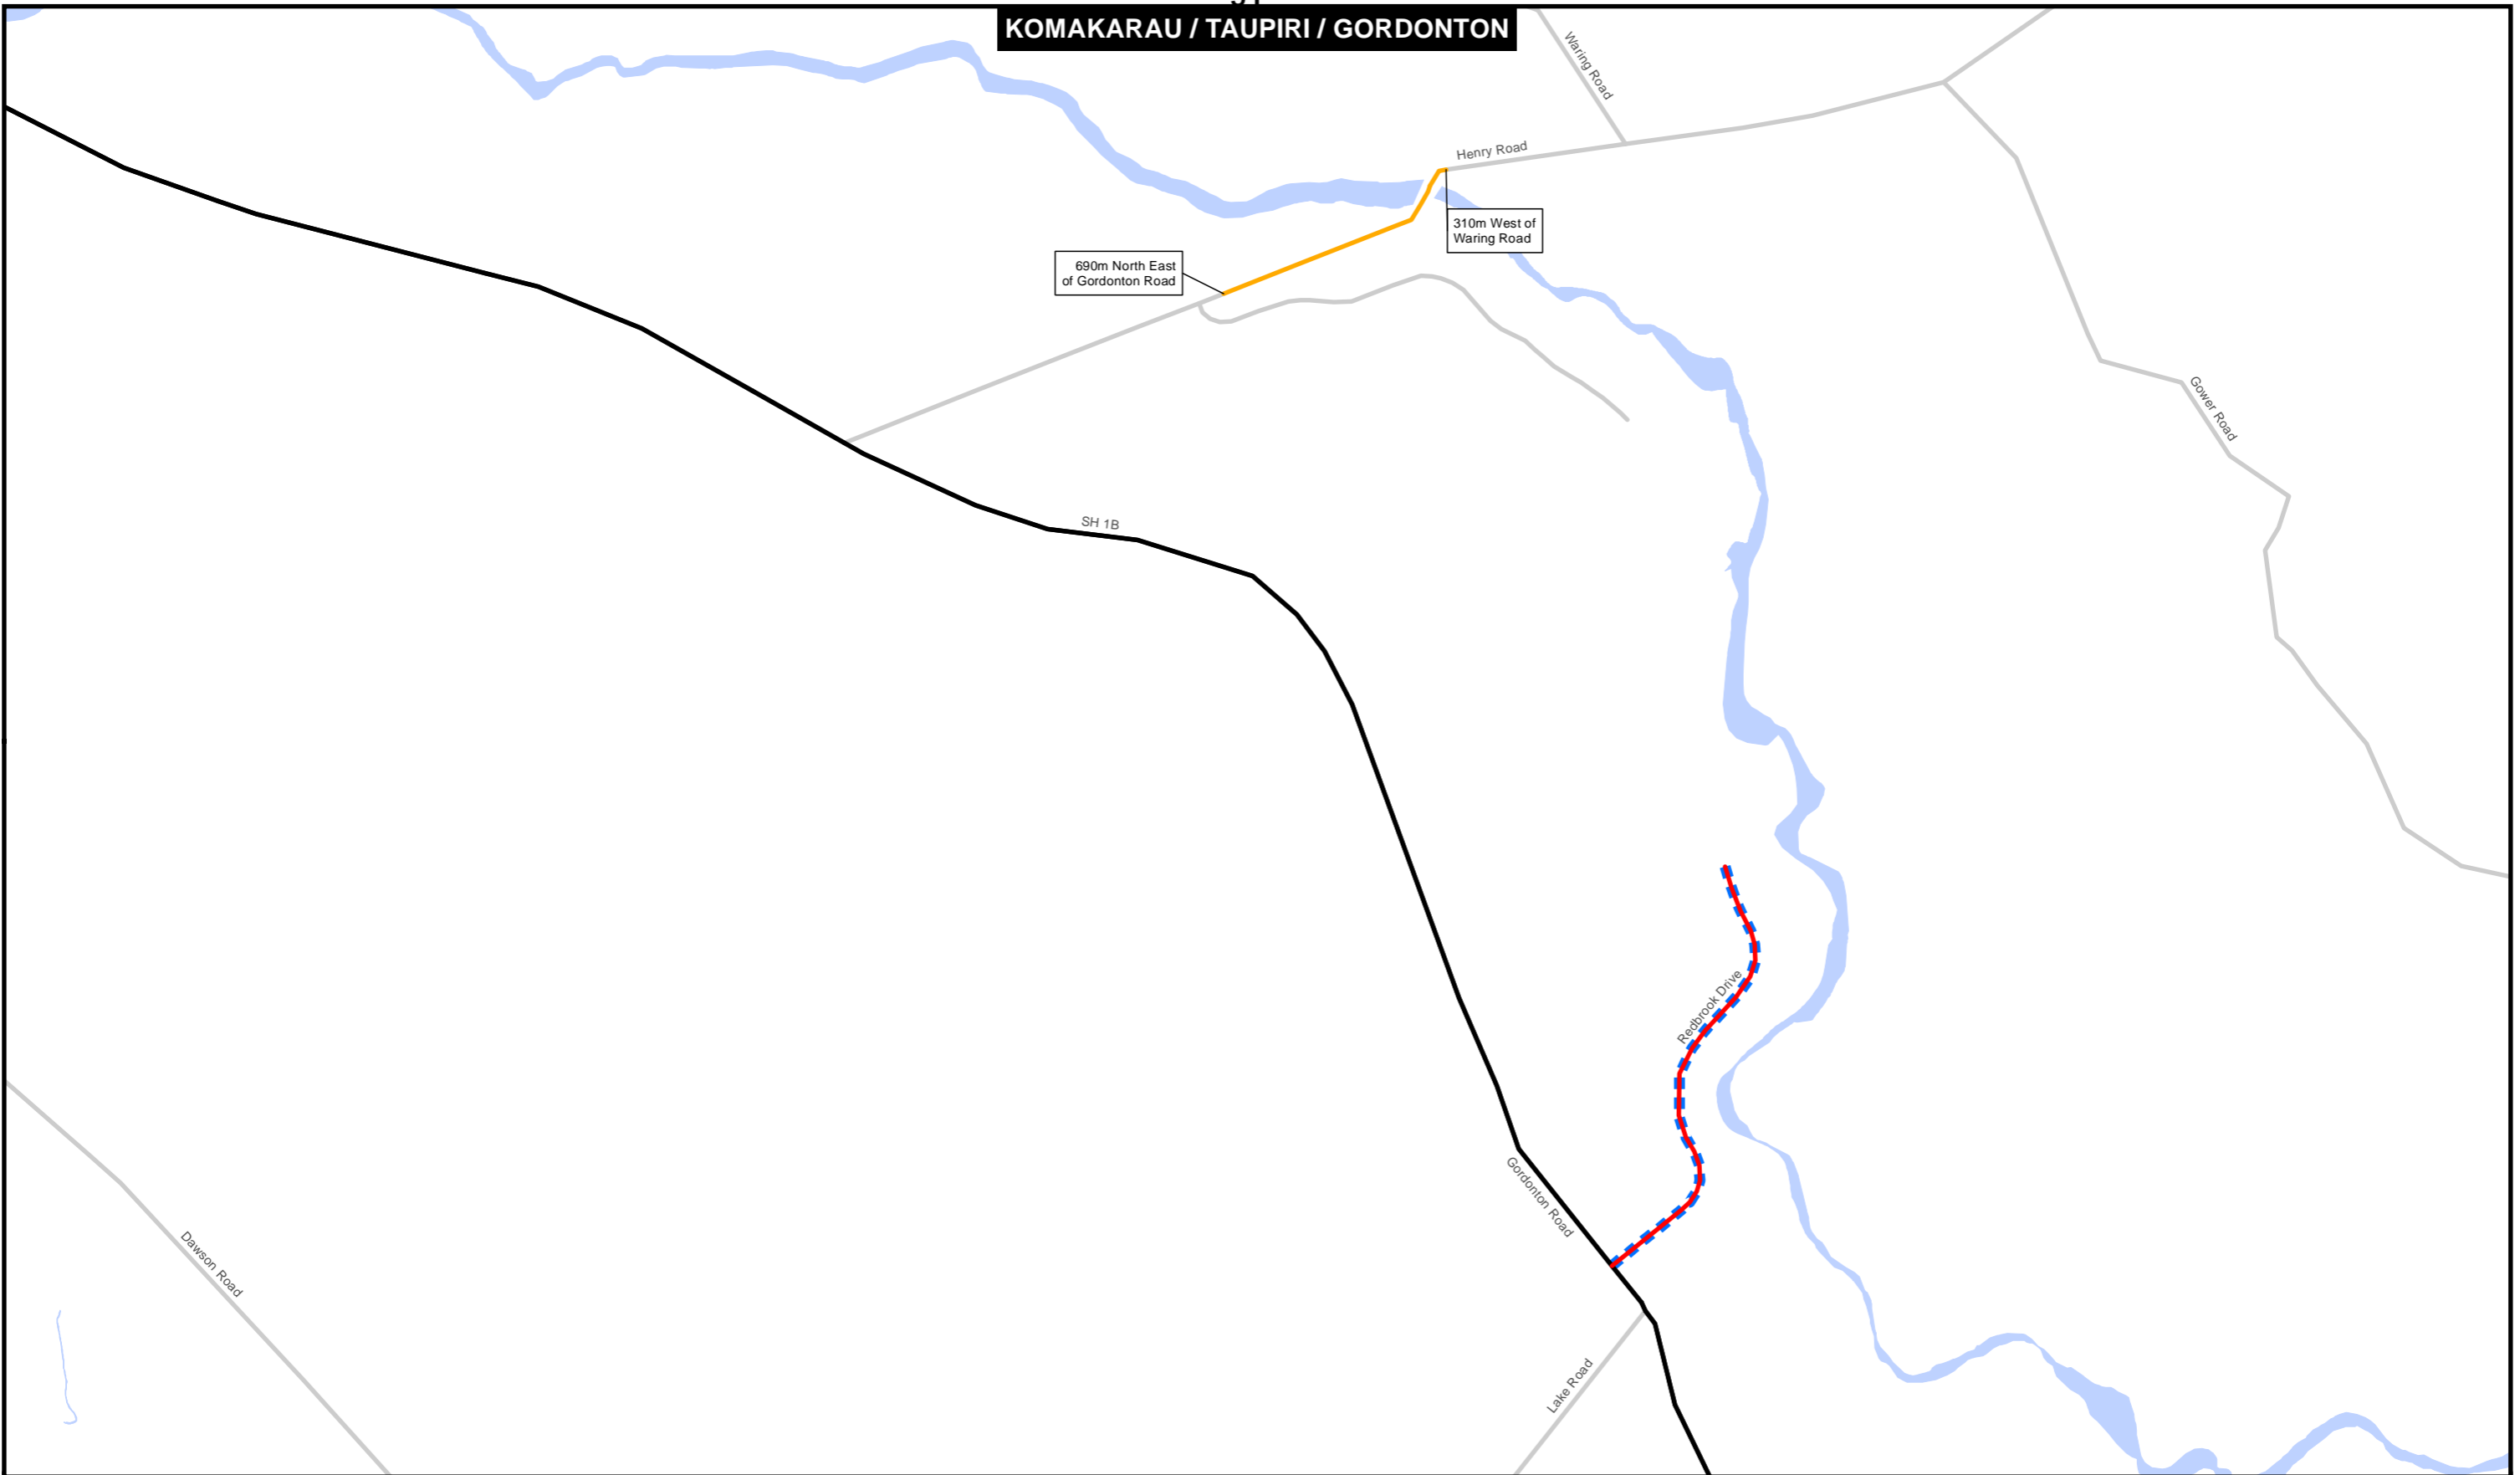 KOMAKARAU / TAUPIRI / GORDONTON
Waring Road
Henry Road
310m West of
Waring Road
690m North East
of Gordonton Road
Gower Road
SH 1B
Redbrook Drive
Gordonton Road
Dawson Road
Lake Road